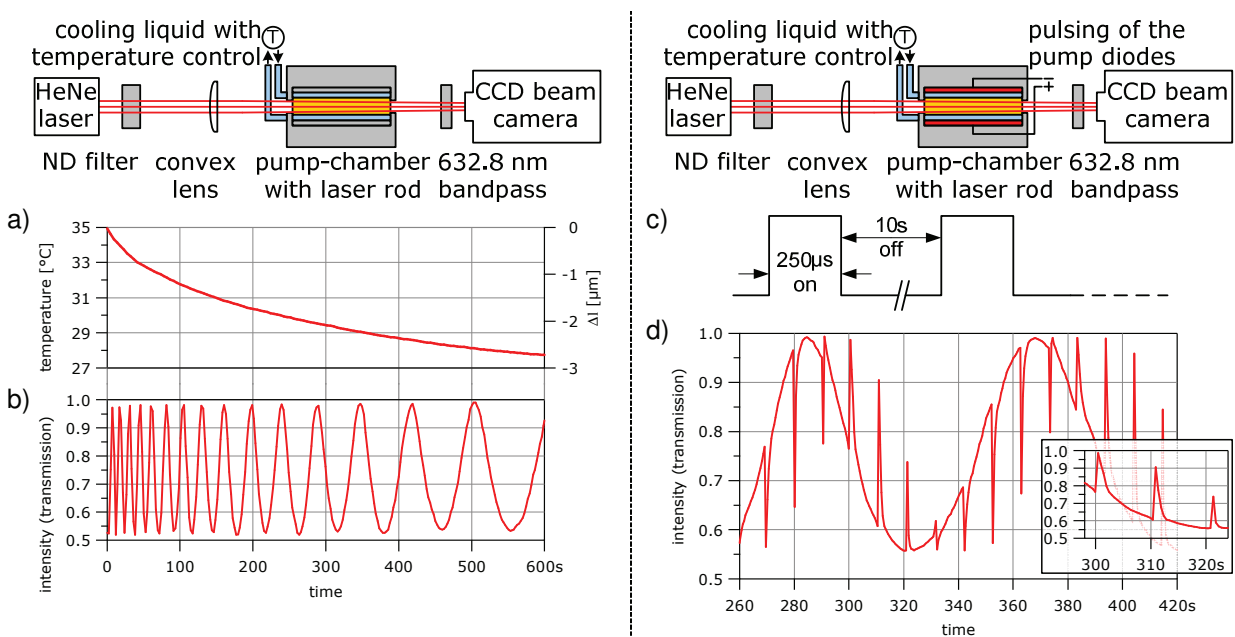 cooling liquid with
temperature control
T
HeNe
laser
CCD beam
camera
ND filter
convex
lens
pump-chamber
with laser rod
632.8 nm
bandpass
a)
temperature [°C]
35
33
31
29
27
0
-1
-2
-3
Δl [µm]
b)
intensity (transmission)
1.0
0.9
0.8
0.7
0.6
0.5
0
100
200
300
400
500
600s
time
cooling liquid with
temperature control
T
pulsing of the
pump diodes
HeNe
laser
CCD beam
camera
ND filter
convex
lens
pump-chamber
with laser rod
632.8 nm
bandpass
c)
10s
off
250µs
on
d)
intensity (transmission)
1.0
0.9
0.8
0.7
0.6
0.5
260
280
300
320
340
360
380
400
420s
time
1.0
0.9
0.8
0.7
0.6
0.5
300
310
320s